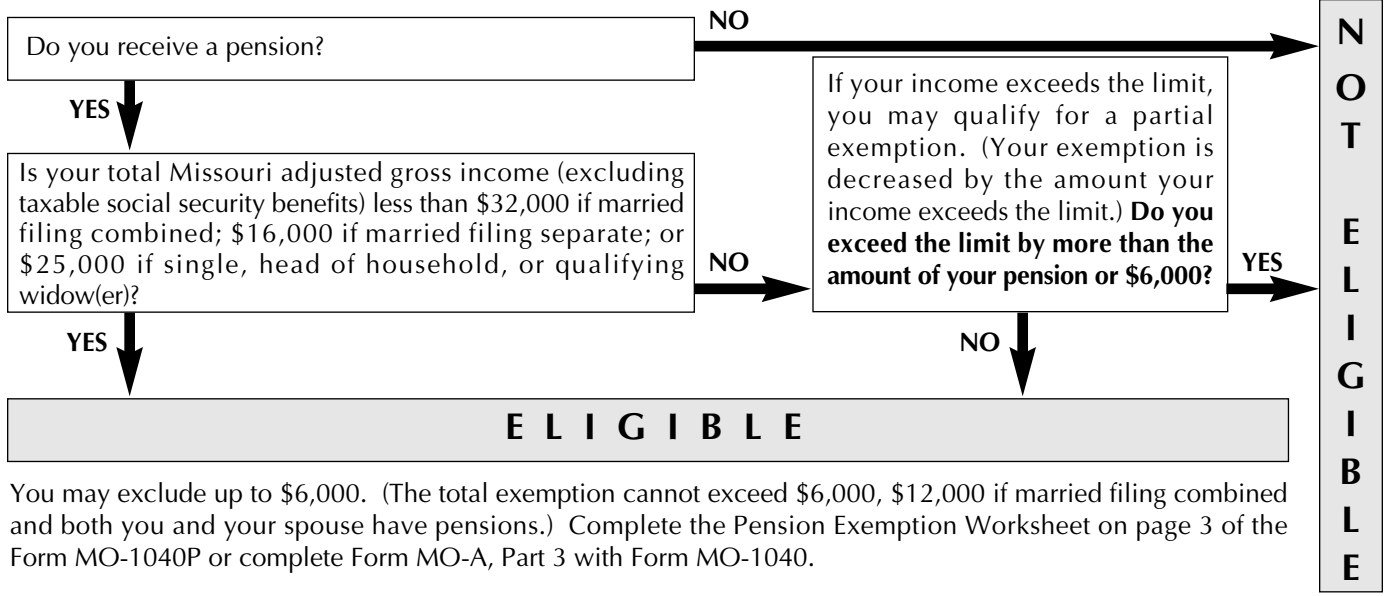 Do you receive a pension?
NO
YES
Is your total Missouri adjusted gross income (excluding
taxable social security benefits) less than $32,000 if married
filing combined; $16,000 if married filing separate; or
$25,000 if single, head of household, or qualifying
widow(er)?
NO
If your income exceeds the limit,
you may qualify for a partial
exemption. (Your exemption is
decreased by the amount your
income exceeds the limit.) Do you
exceed the limit by more than the
amount of your pension or $6,000?
YES
YES
NO
ELIGIBLE
NOT ELIGIBLE
You may exclude up to $6,000. (The total exemption cannot exceed $6,000, $12,000 if married filing combined
and both you and your spouse have pensions.) Complete the Pension Exemption Worksheet on page 3 of the
Form MO-1040P or complete Form MO-A, Part 3 with Form MO-1040.